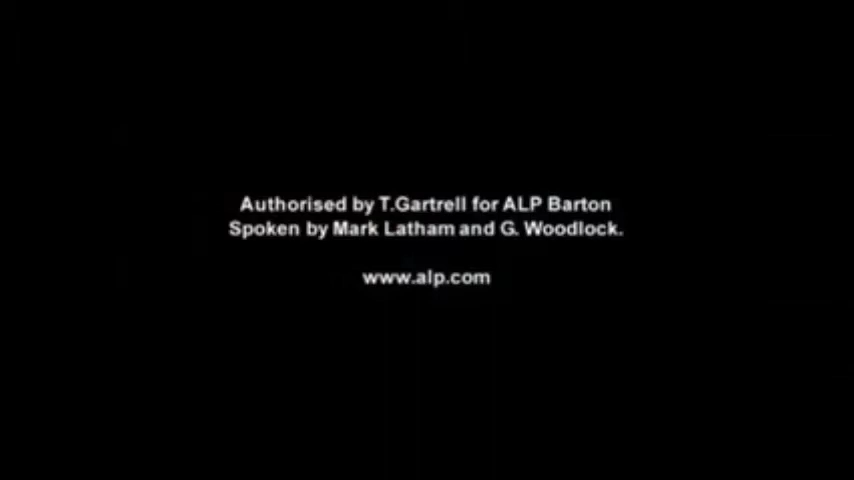 Authorised by T.Gartrell for ALP Barton
Spoken by Mark Latham and G. Woodlock.
www.alp.com